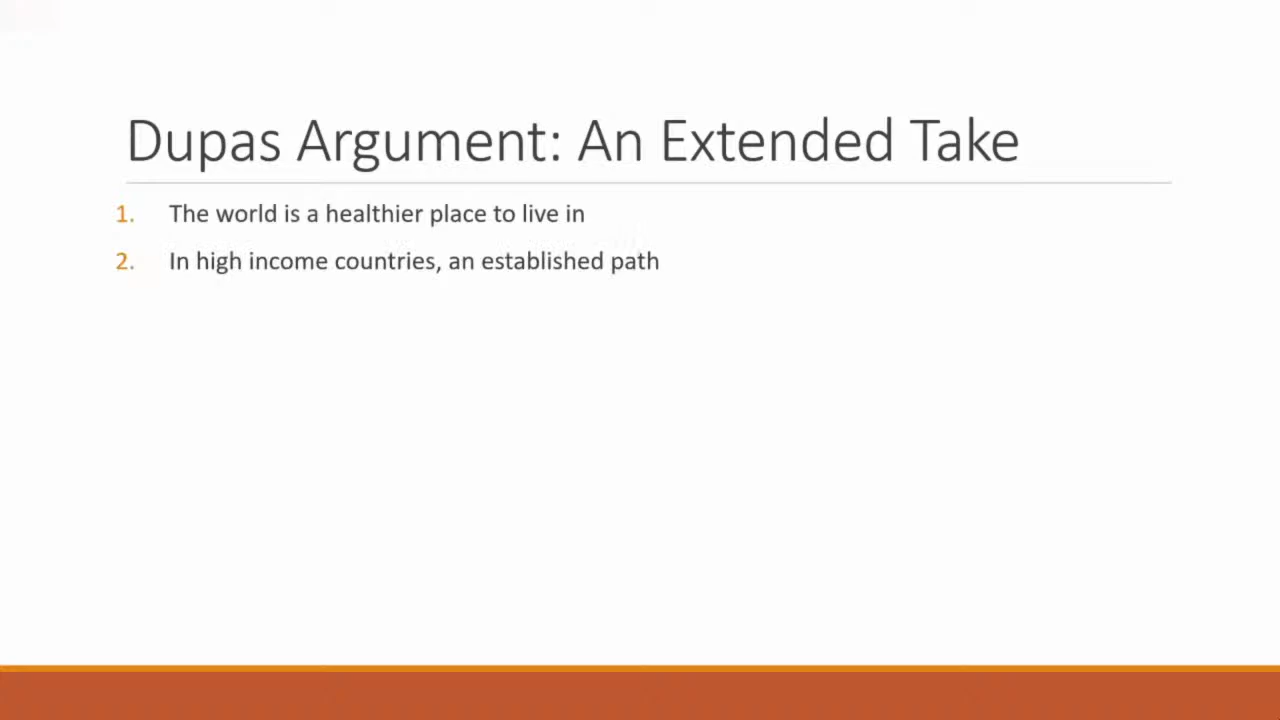 Dupas Argument: An Extended Take
1. The world is a healthier place to live in
2. In high income countries, an established path